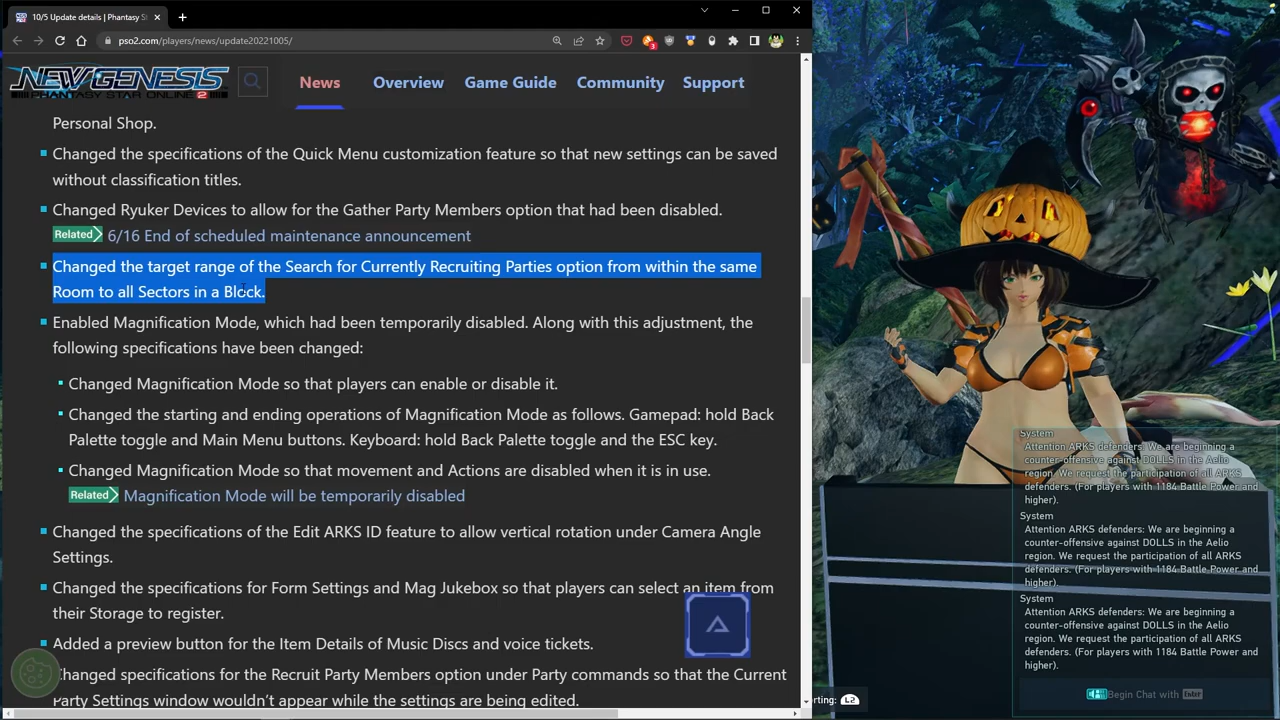 10/5 Update details | Phantasy S
pso2.com/players/news/update20221005/
NEW GENESIS
PHANTASY STAR ONLINE 2
News
Overview
Game Guide
Community
Support
Personal Shop.
Changed the specifications of the Quick Menu customization feature so that new settings can be saved
without classification titles.
Changed Ryuker Devices to allow for the Gather Party Members option that had been disabled.
Related 6/16 End of scheduled maintenance announcement
Changed the target range of the Search for Currently Recruiting Parties option from within the same
Room to all Sectors in a Block.
Enabled Magnification Mode, which had been temporarily disabled. Along with this adjustment, the
following specifications have been changed:
Changed Magnification Mode so that players can enable or disable it.
Changed the starting and ending operations of Magnification Mode as follows. Gamepad: hold Back
Palette toggle and Main Menu buttons. Keyboard: hold Back Palette toggle and the ESC key.
Changed Magnification Mode so that movement and Actions are disabled when it is in use.
Related Magnification Mode will be temporarily disabled
Changed the specifications of the Edit ARKS ID feature to allow vertical rotation under Camera Angle
Settings.
Changed the specifications for Form Settings and Mag Jukebox so that players can select an item from
their Storage to register.
Added a preview button for the Item Details of Music Discs and voice tickets.
Changed specifications for the Recruit Party Members option under Party commands so that the Current
Party Settings window wouldn't appear while the settings are being edited.
System
Attention ARKS defenders: We are beginning a
counter-offensive against DOLLS in the Aelio
region. We request the participation of all ARKS
defenders. (For players with 1184 Battle Power and
higher).
System
Attention ARKS defenders: We are beginning a
counter-offensive against DOLLS in the Aelio
region. We request the participation of all ARKS
defenders. (For players with 1184 Battle Power and
higher).
System
Attention ARKS defenders: We are beginning a
counter-offensive against DOLLS in the Aelio
region. We request the participation of all ARKS
defenders. (For players with 1184 Battle Power and
higher).
rting: L2
Begin Chat with Enter